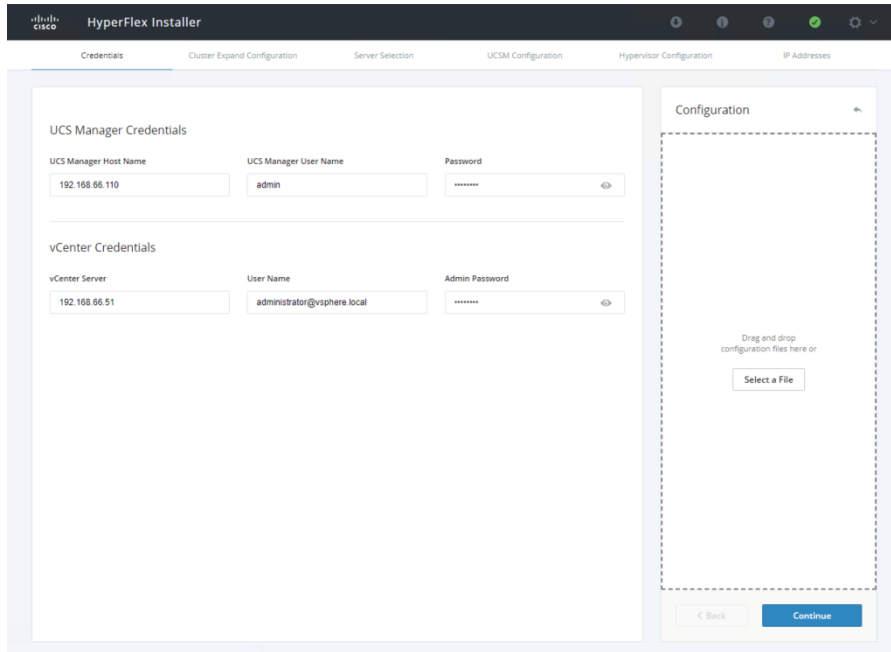 cisco HyperFlex Installer
Credentials Cluster Expand Configuration Server Selection UCSM Configuration Hypervisor Configuration IP Addresses
UCS Manager Credentials
UCS Manager Host Name UCS Manager User Name Password
192.168.66.110 admin ••••••••
vCenter Credentials
vCenter Server User Name Admin Password
192.168.66.51 administrator@vsphere.local ••••••••
Configuration
Drag and drop
configuration files here or
Select a File
< Back Continue